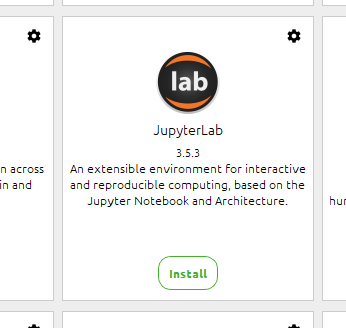 lab
JupyterLab
3.5.3
An extensible environment for interactive
and reproducible computing, based on the
Jupyter Notebook and Architecture.
Install
n across
in and
hur